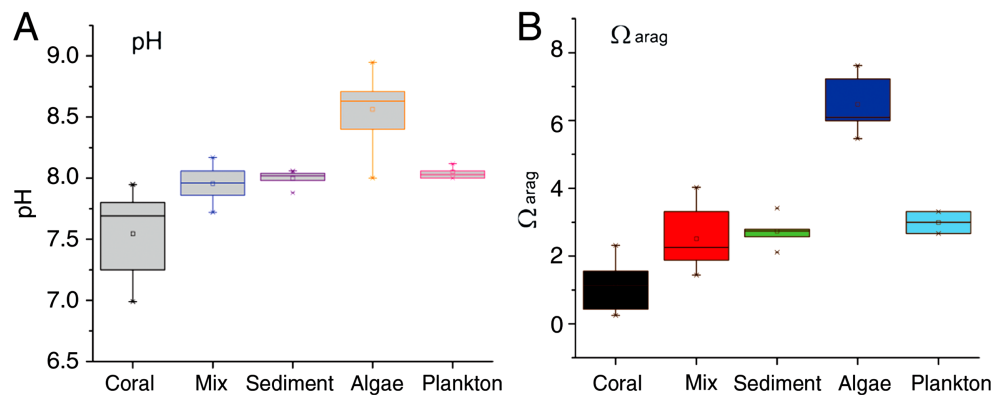 A
pH
pH
9.0
8.5
8.0
7.5
7.0
6.5
Coral Mix Sediment Algae Plankton
B
Ω arag
Ω arag
8
6
4
2
0
Coral Mix Sediment Algae Plankton